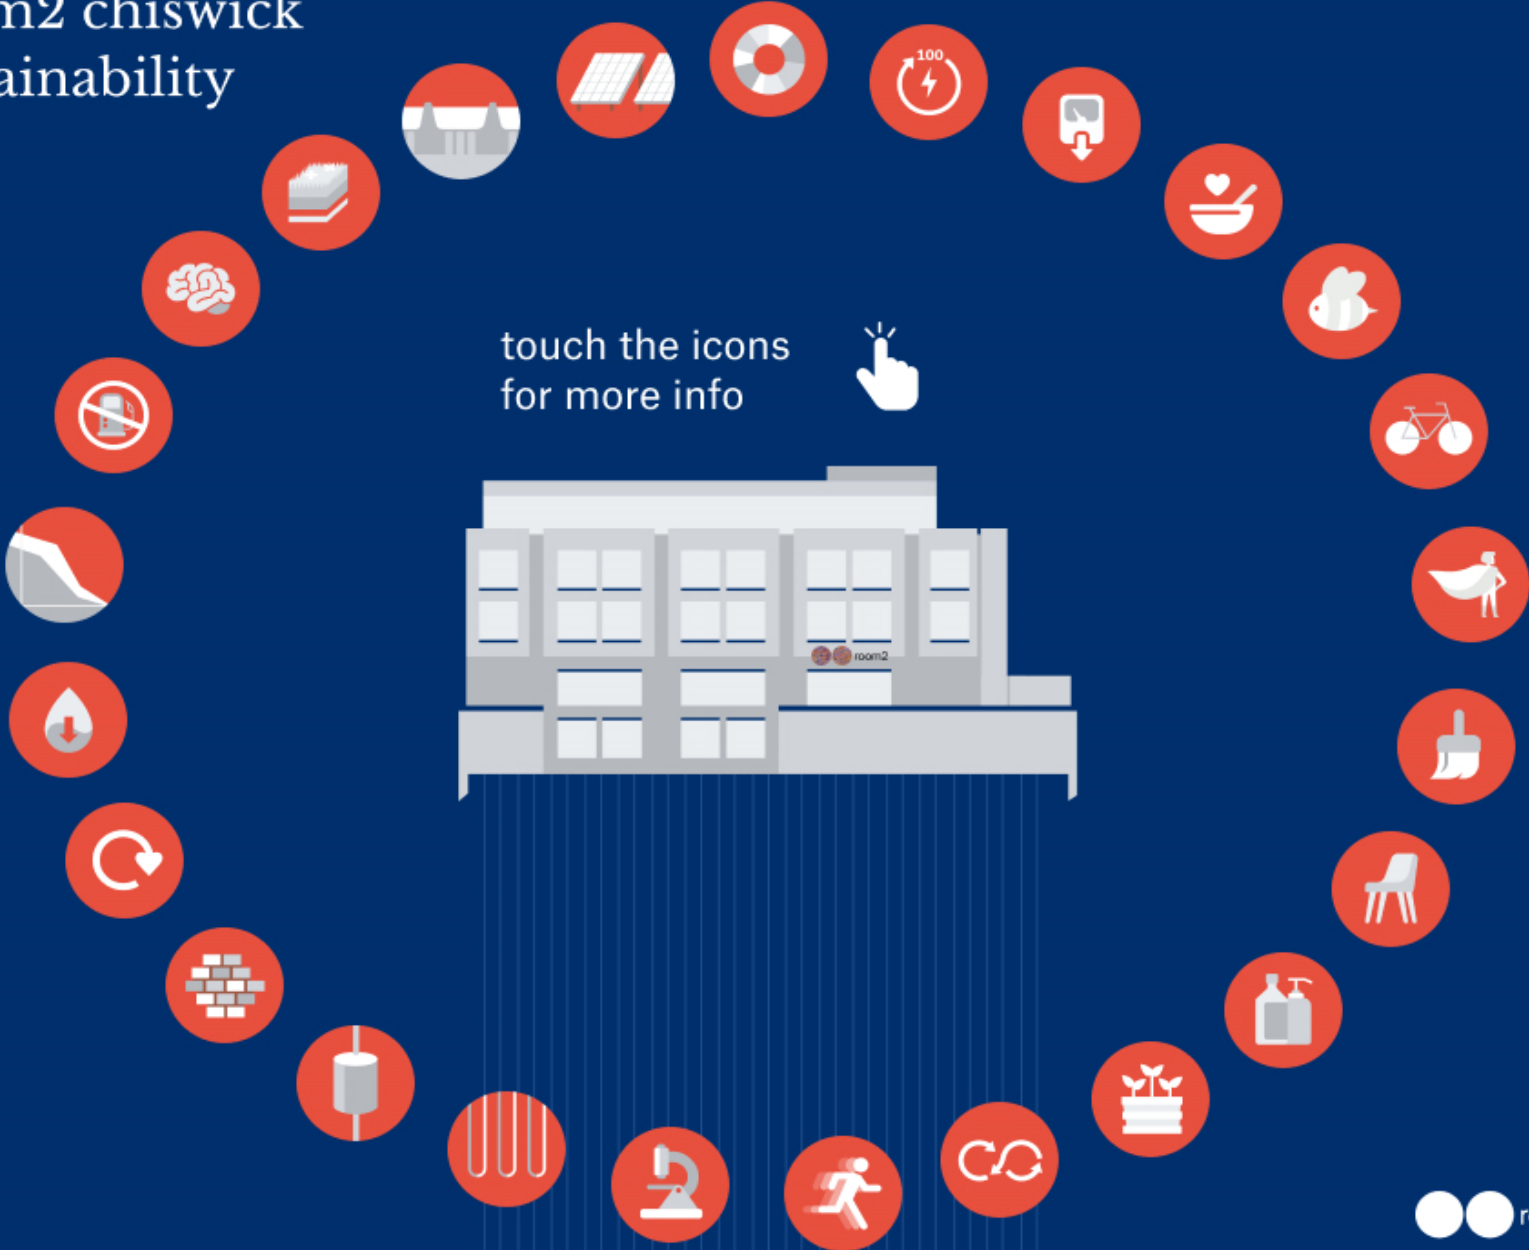 m2 chiswick
ainability
100
touch the icons
for more info
room2
r